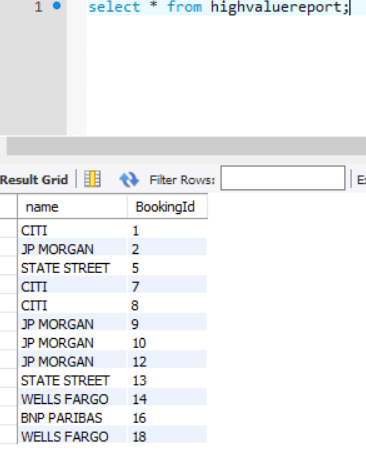 1 select * from highvaluereport;
Result Grid Filter Rows:
name BookingId
CITI 1
JP MORGAN 2
STATE STREET 5
CITI 7
CITI 8
JP MORGAN 9
JP MORGAN 10
JP MORGAN 12
STATE STREET 13
WELLS FARGO 14
BNP PARIBAS 16
WELLS FARGO 18